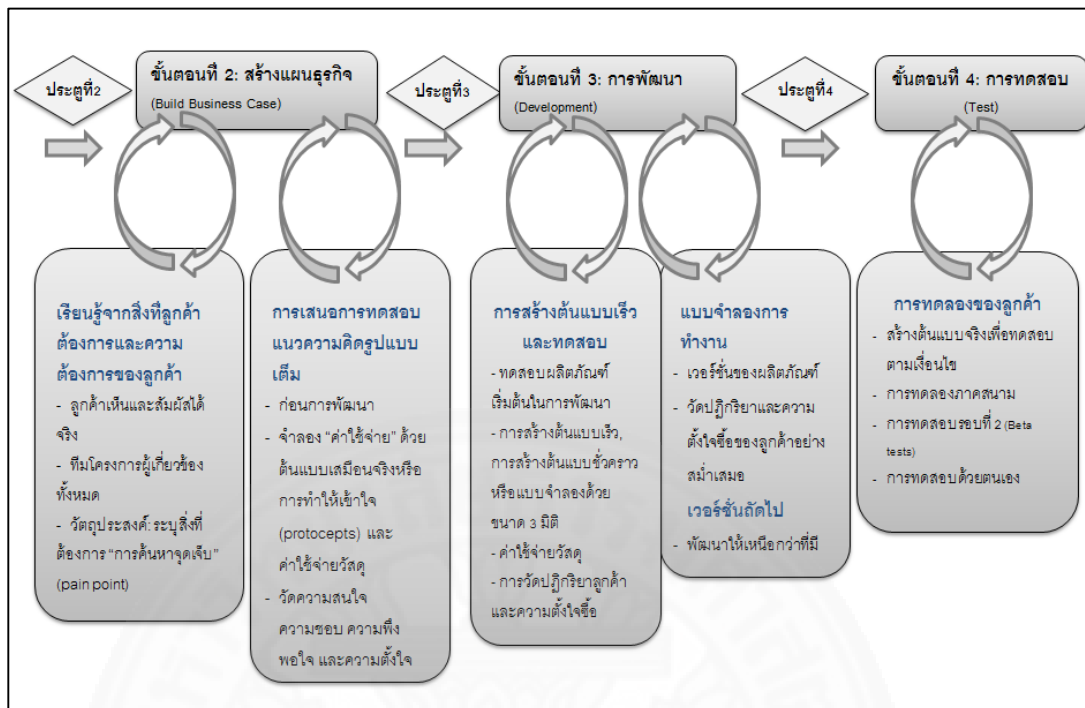 ประตูที่2
ขั้นตอนที่ 2: สร้างแผนธุรกิจ
(Build Business Case)
ประตูที่3
ขั้นตอนที่ 3: การพัฒนา
(Development)
ประตูที่4
ขั้นตอนที่ 4: การทดสอบ
(Test)
เรียนรู้จากสิ่งที่ลูกค้า
ต้องการและความ
ต้องการของลูกค้า
- ลูกค้าเห็นและสัมผัสได้
จริง
- ทีมโครงการผู้เกี่ยวข้อง
ทั้งหมด
- วัตถุประสงค์: ระบุสิ่งที่
ต้องการ “การค้นหาจุดเจ็บ”
(pain point)
การเสนอการทดสอบ
แนวความคิดรูปแบบ
เต็ม
- ก่อนการพัฒนา
- จำลอง “ค่าใช้จ่าย” ด้วย
ต้นแบบเสมือนจริงหรือ
การทำให้เข้าใจ
(protocepts) และ
ค่าใช้จ่ายวัสดุ
- วัดความสนใจ
ความชอบ ความพึง
พอใจ และความตั้งใจ
การสร้างต้นแบบเร็ว
และทดสอบ
- ทดสอบผลิตภัณฑ์
เริ่มต้นในการพัฒนา
- การสร้างต้นแบบเร็ว,
การสร้างต้นแบบชั่วคราว
หรือแบบจำลองด้วย
ขนาด 3 มิติ
- ค่าใช้จ่ายวัสดุ
- การวัดปฏิกิริยาลูกค้า
และความตั้งใจซื้อ
แบบจำลองการ
ทำงาน
- เวอร์ชั่นของผลิตภัณฑ์
- วัดปฏิกิริยาและความ
ตั้งใจซื้อของลูกค้าอย่าง
สม่ำเสมอ
เวอร์ชั่นถัดไป
- พัฒนาให้เหนือกว่าที่มี
การทดลองของลูกค้า
- สร้างต้นแบบจริงเพื่อทดสอบ
ตามเงื่อนไข
- การทดลองภาคสนาม
- การทดสอบรอบที่ 2 (Beta
tests)
- การทดสอบด้วยตนเอง